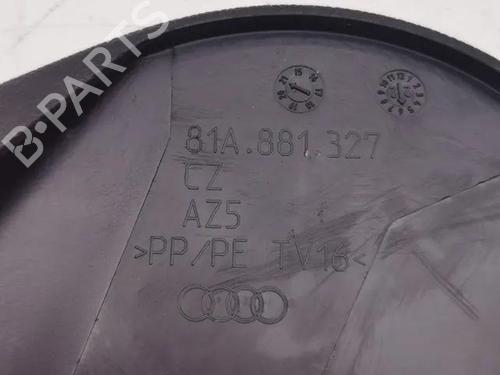 B-PARTS
81A.881.327
CZ
AZ5
>PP/PE TV16<